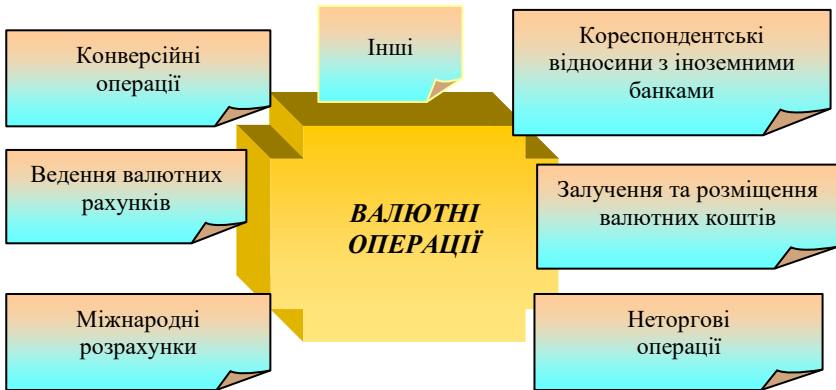 Конверсійні
операції
Інші
Кореспондентські
відносини з іноземними
банками
Ведення валютних
рахунків
ВАЛЮТНІ
ОПЕРАЦІЇ
Залучення та розміщення
валютних коштів
Міжнародні
розрахунки
Неторгові
операції